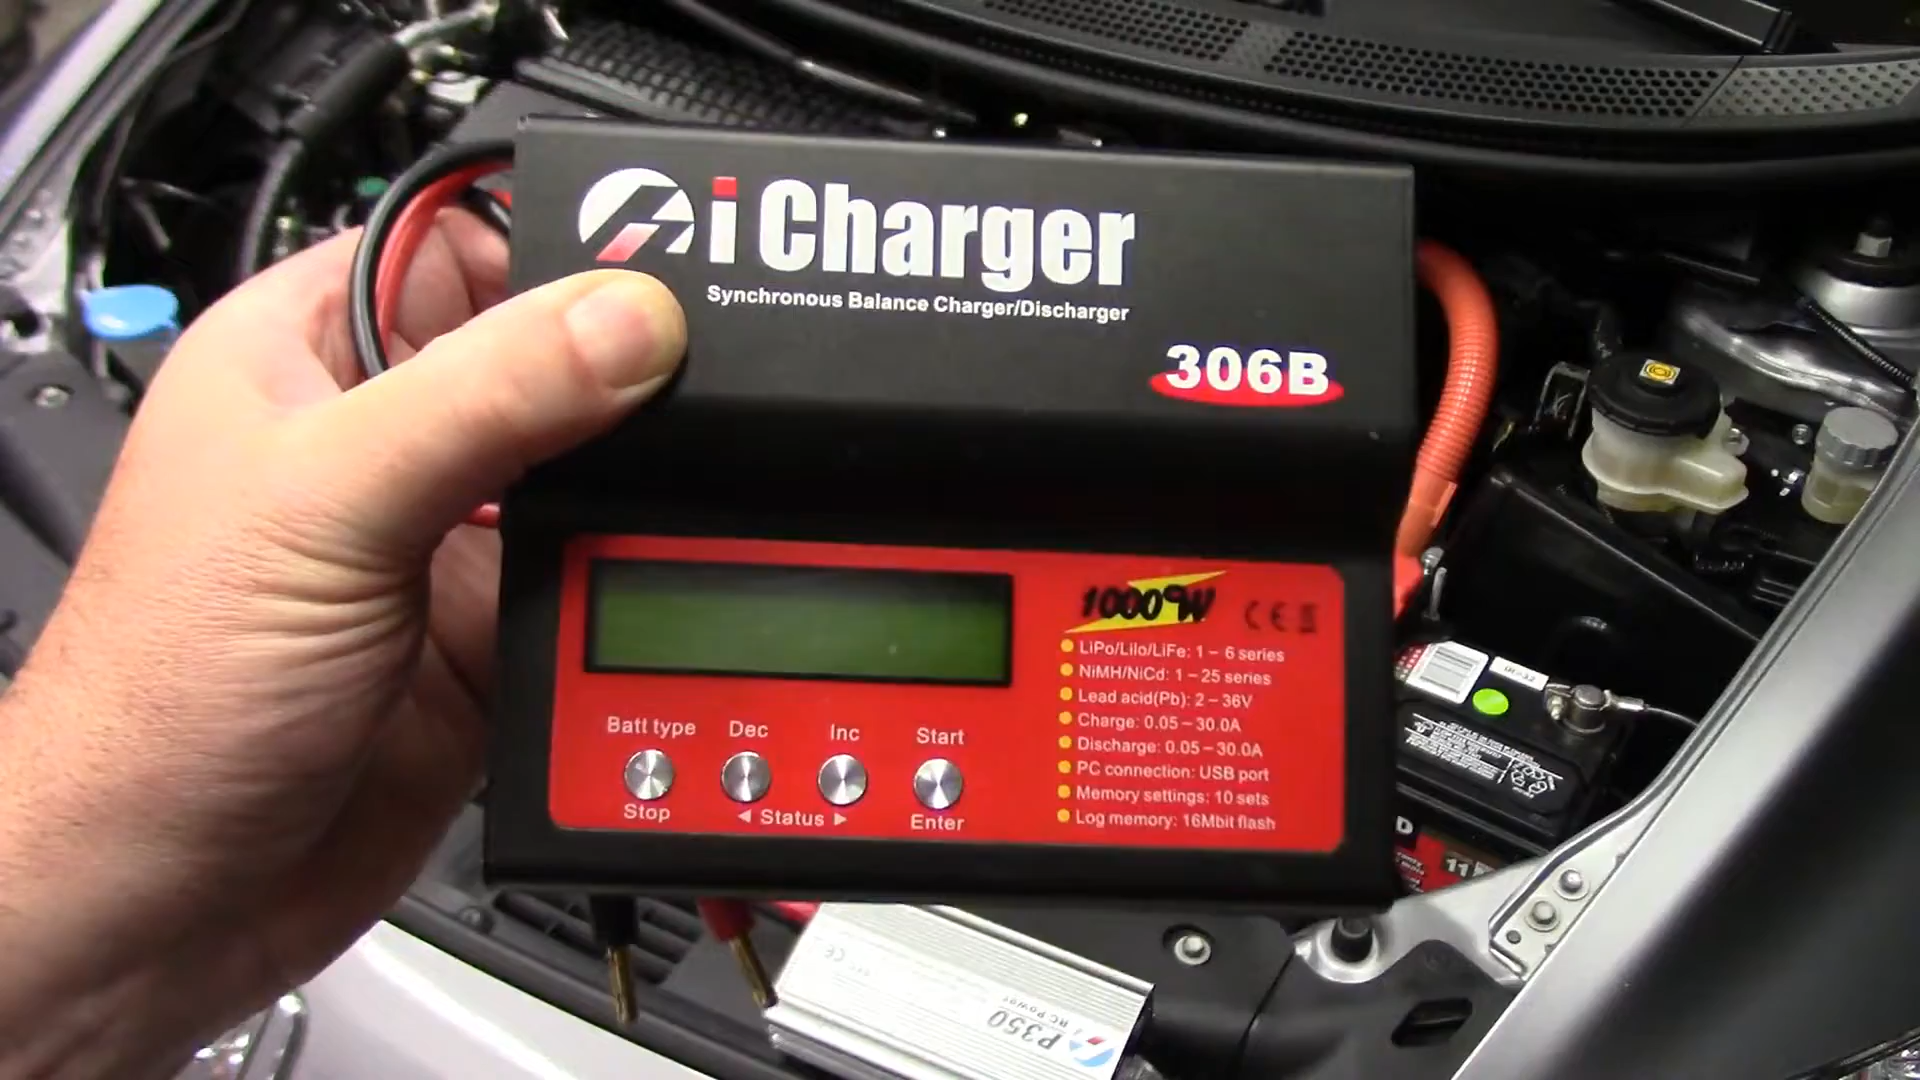 i Charger
Synchronous Balance Charger/Discharger
306B
1000W CE
LiPo/LiIo/LiFe: 1 – 6 series
NiMH/NiCd: 1 – 25 series
Lead acid(Pb): 2 – 36V
Charge: 0.05 – 30.0A
Discharge: 0.05 – 30.0A
PC connection: USB port
Memory settings: 10 sets
Log memory: 16Mbit flash
Batt type Dec Inc Start
Stop ◄ Status ► Enter
D
11
P350
RC Power